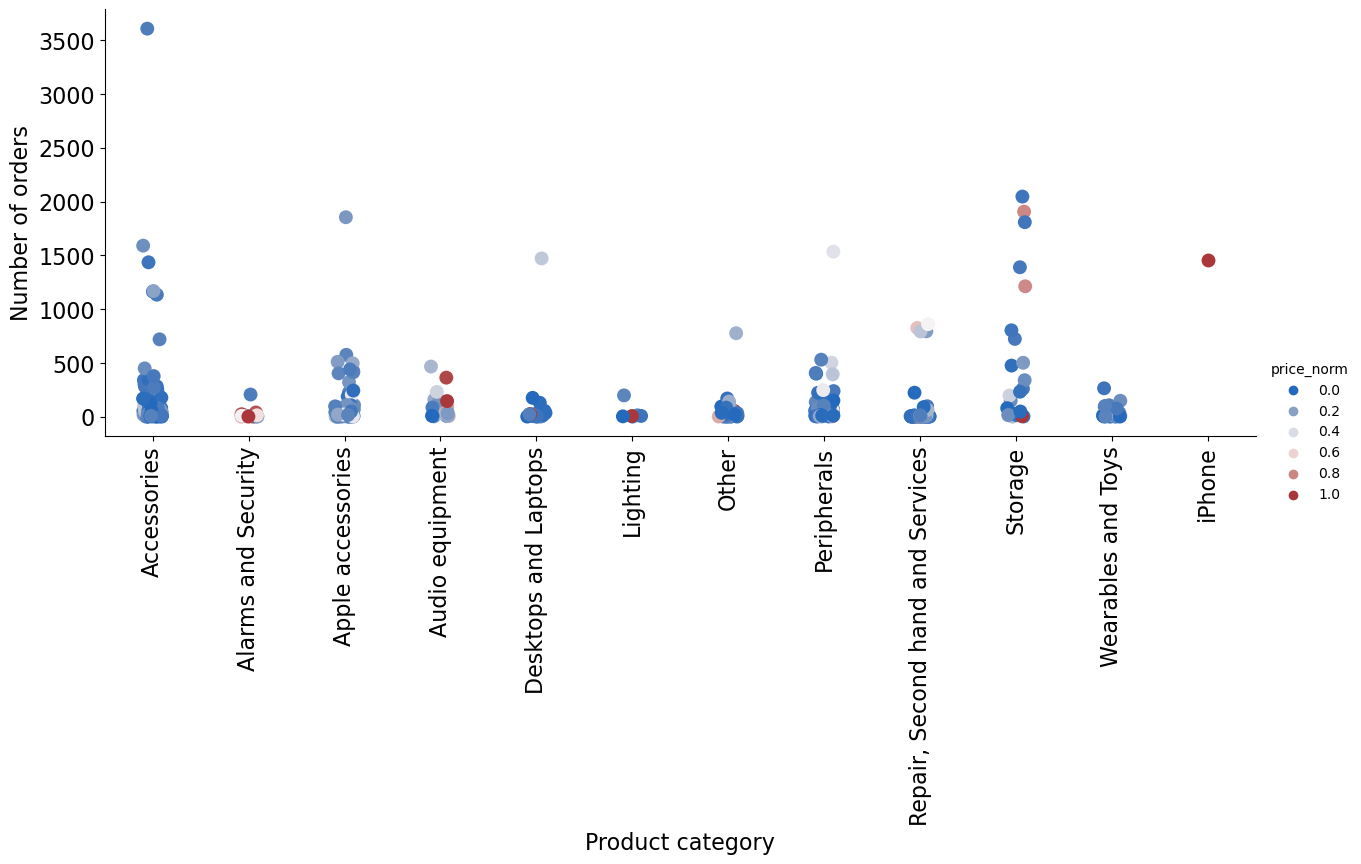 3500
3000
2500
2000
1500
1000
500
0
Number of orders
Accessories
Alarms and Security
Apple accessories
Audio equipment
Desktops and Laptops
Lighting
Other
Peripherals
Repair, Second hand and Services
Storage
Wearables and Toys
iPhone
Product category
price_norm
0.0
0.2
0.4
0.6
0.8
1.0